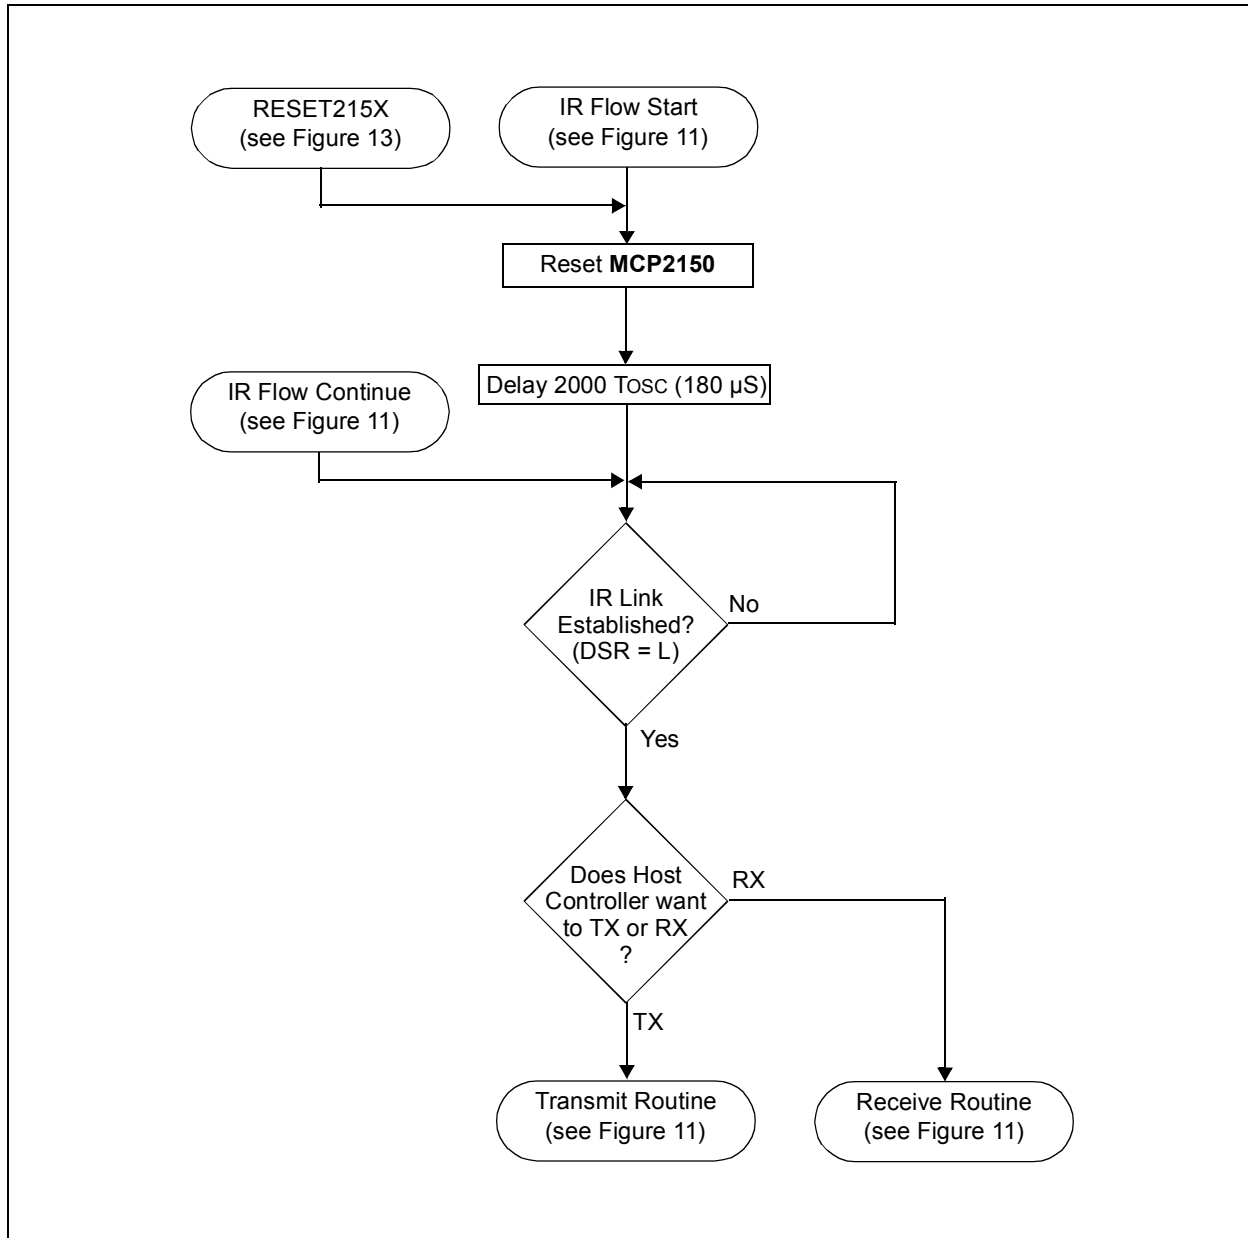 RESET215X
(see Figure 13)
IR Flow Start
(see Figure 11)
Reset MCP2150
Delay 2000 TOSC (180 µS)
IR Flow Continue
(see Figure 11)
IR Link
Established?
(DSR = L)
No
Yes
Does Host
Controller want
to TX or RX
?
RX
TX
Transmit Routine
(see Figure 11)
Receive Routine
(see Figure 11)